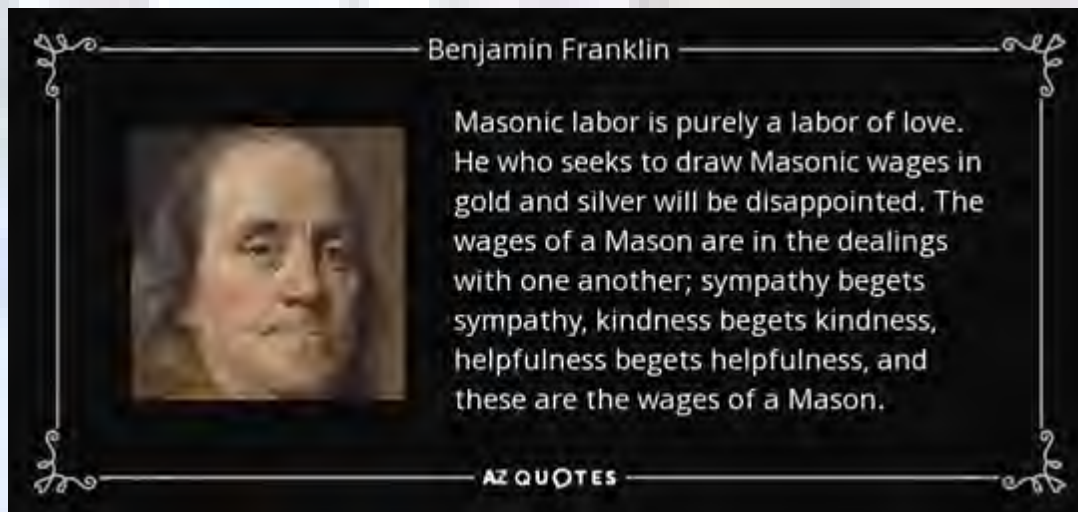 Benjamin Franklin
Masonic labor is purely a labor of love.
He who seeks to draw Masonic wages in
gold and silver will be disappointed. The
wages of a Mason are in the dealings
with one another; sympathy begets
sympathy, kindness begets kindness,
helpfulness begets helpfulness, and
these are the wages of a Mason.
AZ QUOTES